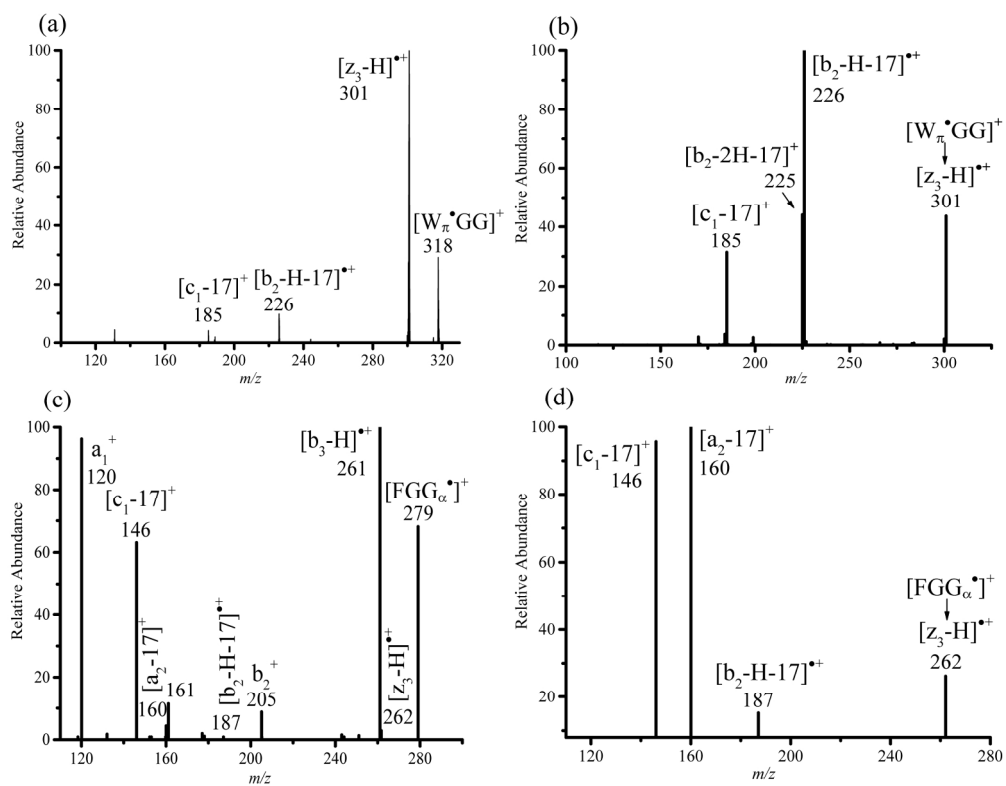 (a)
[z₃-H]•⁺
301
[Wπ•GG]⁺
318
[c₁-17]⁺
185
[b₂-H-17]•⁺
226
Relative Abundance
100
80
60
40
20
0
120 160 200 240 280 320
m/z
(b)
[b₂-H-17]•⁺
226
[Wπ•GG]⁺
[z₃-H]•⁺
301
[b₂-2H-17]⁺
225
[c₁-17]⁺
185
Relative Abundance
100
80
60
40
20
0
100 150 200 250 300
m/z
(c)
a₁⁺
120
[c₁-17]⁺
146
[a₂-17]⁺
160
161
[b₂-H-17]•⁺
187
b₂⁺
205
[b₃-H]•⁺
261
[z₃-H]•⁺
262
[FGGα•]⁺
279
Relative Abundance
100
80
60
40
20
0
120 160 200 240 280
m/z
(d)
[c₁-17]⁺
146
[a₂-17]⁺
160
[b₂-H-17]•⁺
187
[FGGα•]⁺
[z₃-H]•⁺
262
Relative Abundance
100
80
60
40
20
120 160 200 240 280
m/z